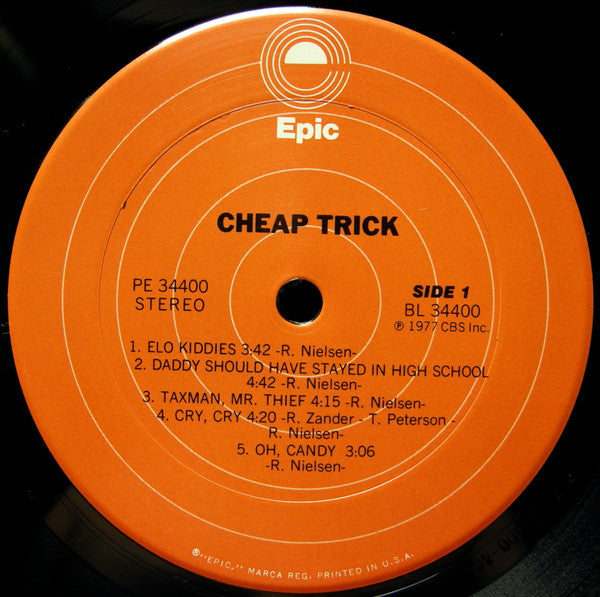 Epic
CHEAP TRICK
PE 34400
STEREO
SIDE 1
BL 34400
℗ 1977 CBS Inc.
1. ELO KIDDIES 3:42 -R. Nielsen-
2. DADDY SHOULD HAVE STAYED IN HIGH SCHOOL
4:42 -R. Nielsen-
3. TAXMAN, MR. THIEF 4:15 -R. Nielsen-
4. CRY, CRY 4:20 -R. Zander - T. Peterson -
R. Nielsen-
5. OH, CANDY 3:06
-R. Nielsen-
®"EPIC," MARCA REG. PRINTED IN U.S.A.